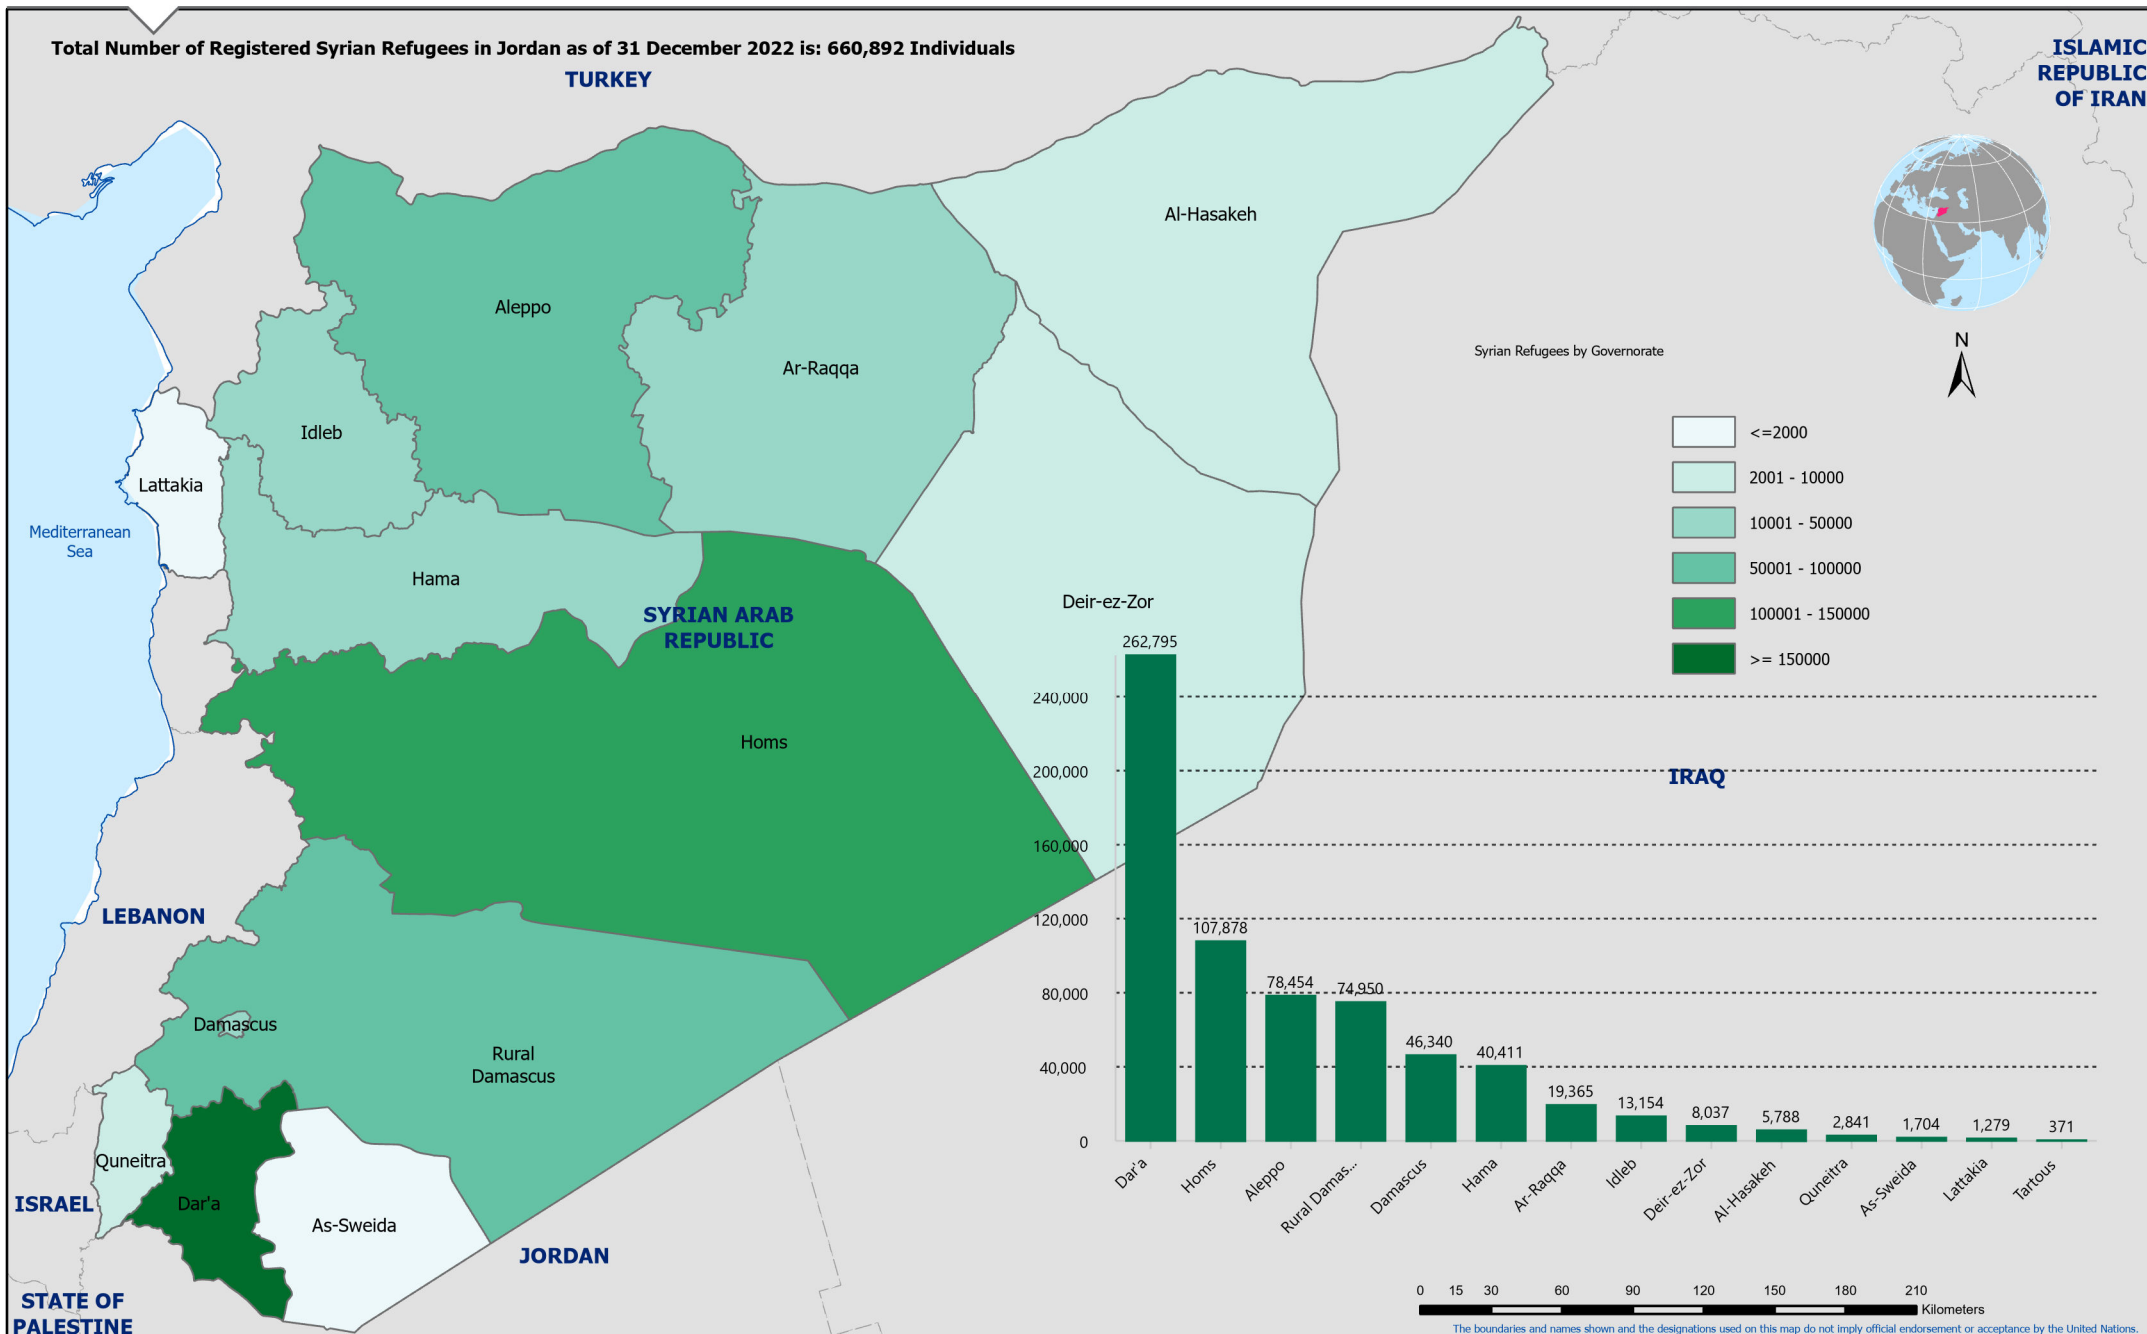 Total Number of Registered Syrian Refugees in Jordan as of 31 December 2022 is: 660,892 Individuals
TURKEY
ISLAMIC
REPUBLIC
OF IRAN
Al-Hasakeh
Aleppo
Ar-Raqqa
N
Syrian Refugees by Governorate
Idleb
Lattakia
<=2000
2001 - 10000
10001 - 50000
50001 - 100000
100001 - 150000
>= 150000
Mediterranean
Sea
Hama
Deir-ez-Zor
SYRIAN ARAB
REPUBLIC
Homs
IRAQ
LEBANON
Damascus
Rural
Damascus
Quneitra
Dar'a
As-Sweida
ISRAEL
JORDAN
STATE OF
PALESTINE
262,795
107,878
78,454
74,950
46,340
40,411
19,365
13,154
8,037
5,788
2,841
1,704
1,279
371
240,000
200,000
160,000
120,000
80,000
40,000
0
Dar'a
Homs
Aleppo
Rural Damas...
Damascus
Hama
Ar-Raqqa
Idleb
Deir-ez-Zor
Al-Hasakeh
Quneitra
As-Sweida
Lattakia
Tartous
0 15 30 60 90 120 150 180 210
Kilometers
The boundaries and names shown and the designations used on this map do not imply official endorsement or acceptance by the United Nations.